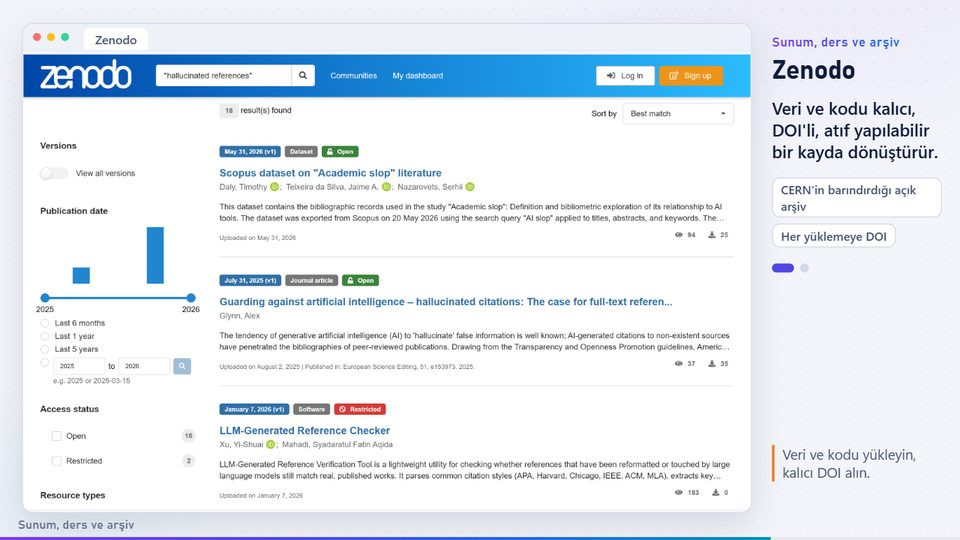 Zenodo
zenodo
"hallucinated references"
Communities
My dashboard
Log in
Sign up
18 result(s) found
Sort by
Best match
Versions
View all versions
Publication date
2025
2026
Last 6 months
Last 1 year
Last 5 years
2025 to 2026
e.g. 2025 or 2025-03-15
Access status
Open 16
Restricted 2
Resource types
May 31, 2026 (v1) Dataset Open
Scopus dataset on "Academic slop" literature
Daly, Timothy iD; Teixeira da Silva, Jaime A. iD; Nazarovets, Serhii iD
This dataset contains the bibliographic records used in the study "Academic slop": Definition and bibliometric exploration of its relationship to AI
tools. The dataset was exported from Scopus on 20 May 2026 using the search query "AI slop" applied to titles, abstracts, and keywords. The…
Uploaded on May 31, 2026
94 25
July 31, 2025 (v1) Journal article Open
Guarding against artificial intelligence – hallucinated citations: The case for full-text referen...
Glynn, Alex
The tendency of generative artificial intelligence (AI) to 'hallucinate' false information is well known; AI-generated citations to non-existent sources
have penetrated the bibliographies of peer-reviewed publications. Drawing from the Transparency and Openness Promotion guidelines, Americ…
Uploaded on August 2, 2025 | Published in: European Science Editing, 51, e153973, 2025.
37 35
January 7, 2026 (v1) Software Restricted
LLM-Generated Reference Checker
Xu, Yi-Shuai iD; Mahadi, Syadaratul Fatin Aqida
LLM-Generated Reference Verification Tool is a lightweight utility for checking whether references that have been reformatted or touched by large
language models still match real, published works. It parses common citation styles (APA, Harvard, Chicago, IEEE, ACM, MLA), extracts key…
Uploaded on January 7, 2026
183 0
Sunum, ders ve arşiv
Zenodo
Veri ve kodu kalıcı,
DOI'li, atıf yapılabilir
bir kayda dönüştürür.
CERN'in barındırdığı açık
arşiv
Her yüklemeye DOI
Veri ve kodu yükleyin,
kalıcı DOI alın.
Sunum, ders ve arşiv